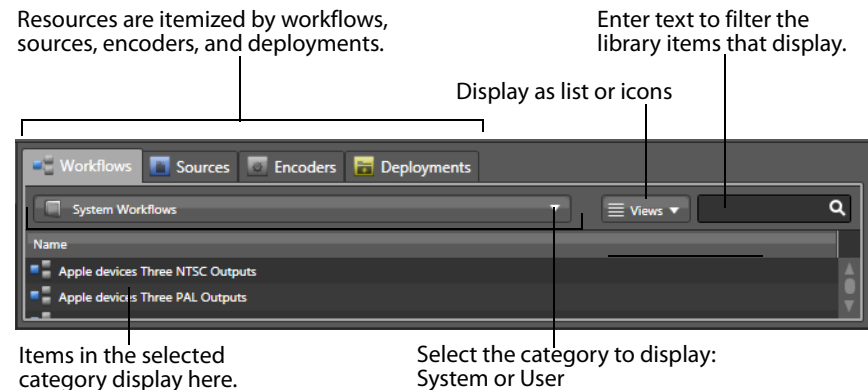 Resources are itemized by workflows,
sources, encoders, and deployments.
Enter text to filter the
library items that display.
Display as list or icons
Workflows Sources Encoders Deployments
System Workflows Views
Name
Apple devices Three NTSC Outputs
Apple devices Three PAL Outputs
Items in the selected
category display here.
Select the category to display:
System or User